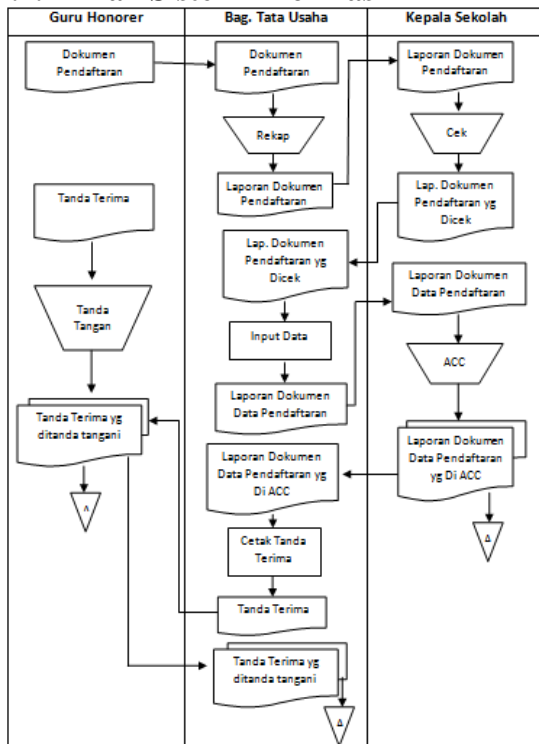 Guru Honorer
Bag. Tata Usaha
Kepala Sekolah
Dokumen
Pendaftaran
Dokumen
Pendaftaran
Laporan Dokumen
Pendaftaran
Rekap
Cek
Laporan Dokumen
Pendaftaran
Lap. Dokumen
Pendaftaran yg
Dicek
Tanda Terima
Lap. Dokumen
Pendaftaran yg
Dicek
Laporan Dokumen
Data Pendaftaran
Tanda
Tangan
Input Data
ACC
Laporan Dokumen
Data Pendaftaran
Tanda Terima yg
ditanda tangani
Laporan Dokumen
Data Pendaftaran
yg Di ACC
Laporan Dokumen
Data Pendaftaran yg
Di ACC
Cetak Tanda
Terima
Tanda Terima
Tanda Terima yg
ditanda tangani